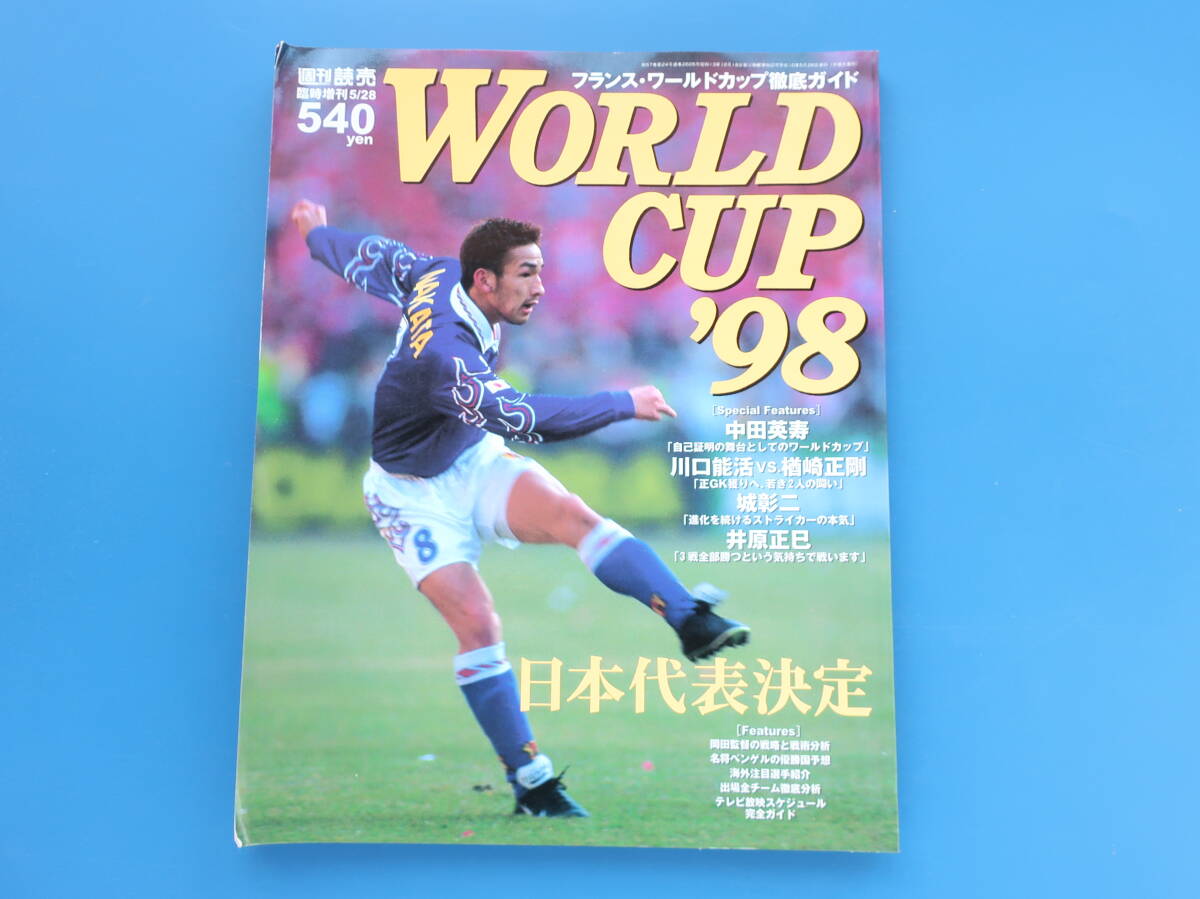 週刊読売
臨時増刊5/28
540
yen
フランス・ワールドカップ徹底ガイド
WORLD
CUP
'98
NAKATA
8
[Special Features]
中田英寿
「自己証明の舞台としてのワールドカップ」
川口能活VS.楢崎正剛
「正GK獲りへ、若き2人の闘い」
城彰二
「進化を続けるストライカーの本気」
井原正巳
「3戦全部勝つという気持ちで戦います」
日本代表決定
[Features]
岡田監督の戦略と戦術分析
名将ベンゲルの優勝国予想
海外注目選手紹介
出場全チーム徹底分析
テレビ放映スケジュール
完全ガイド